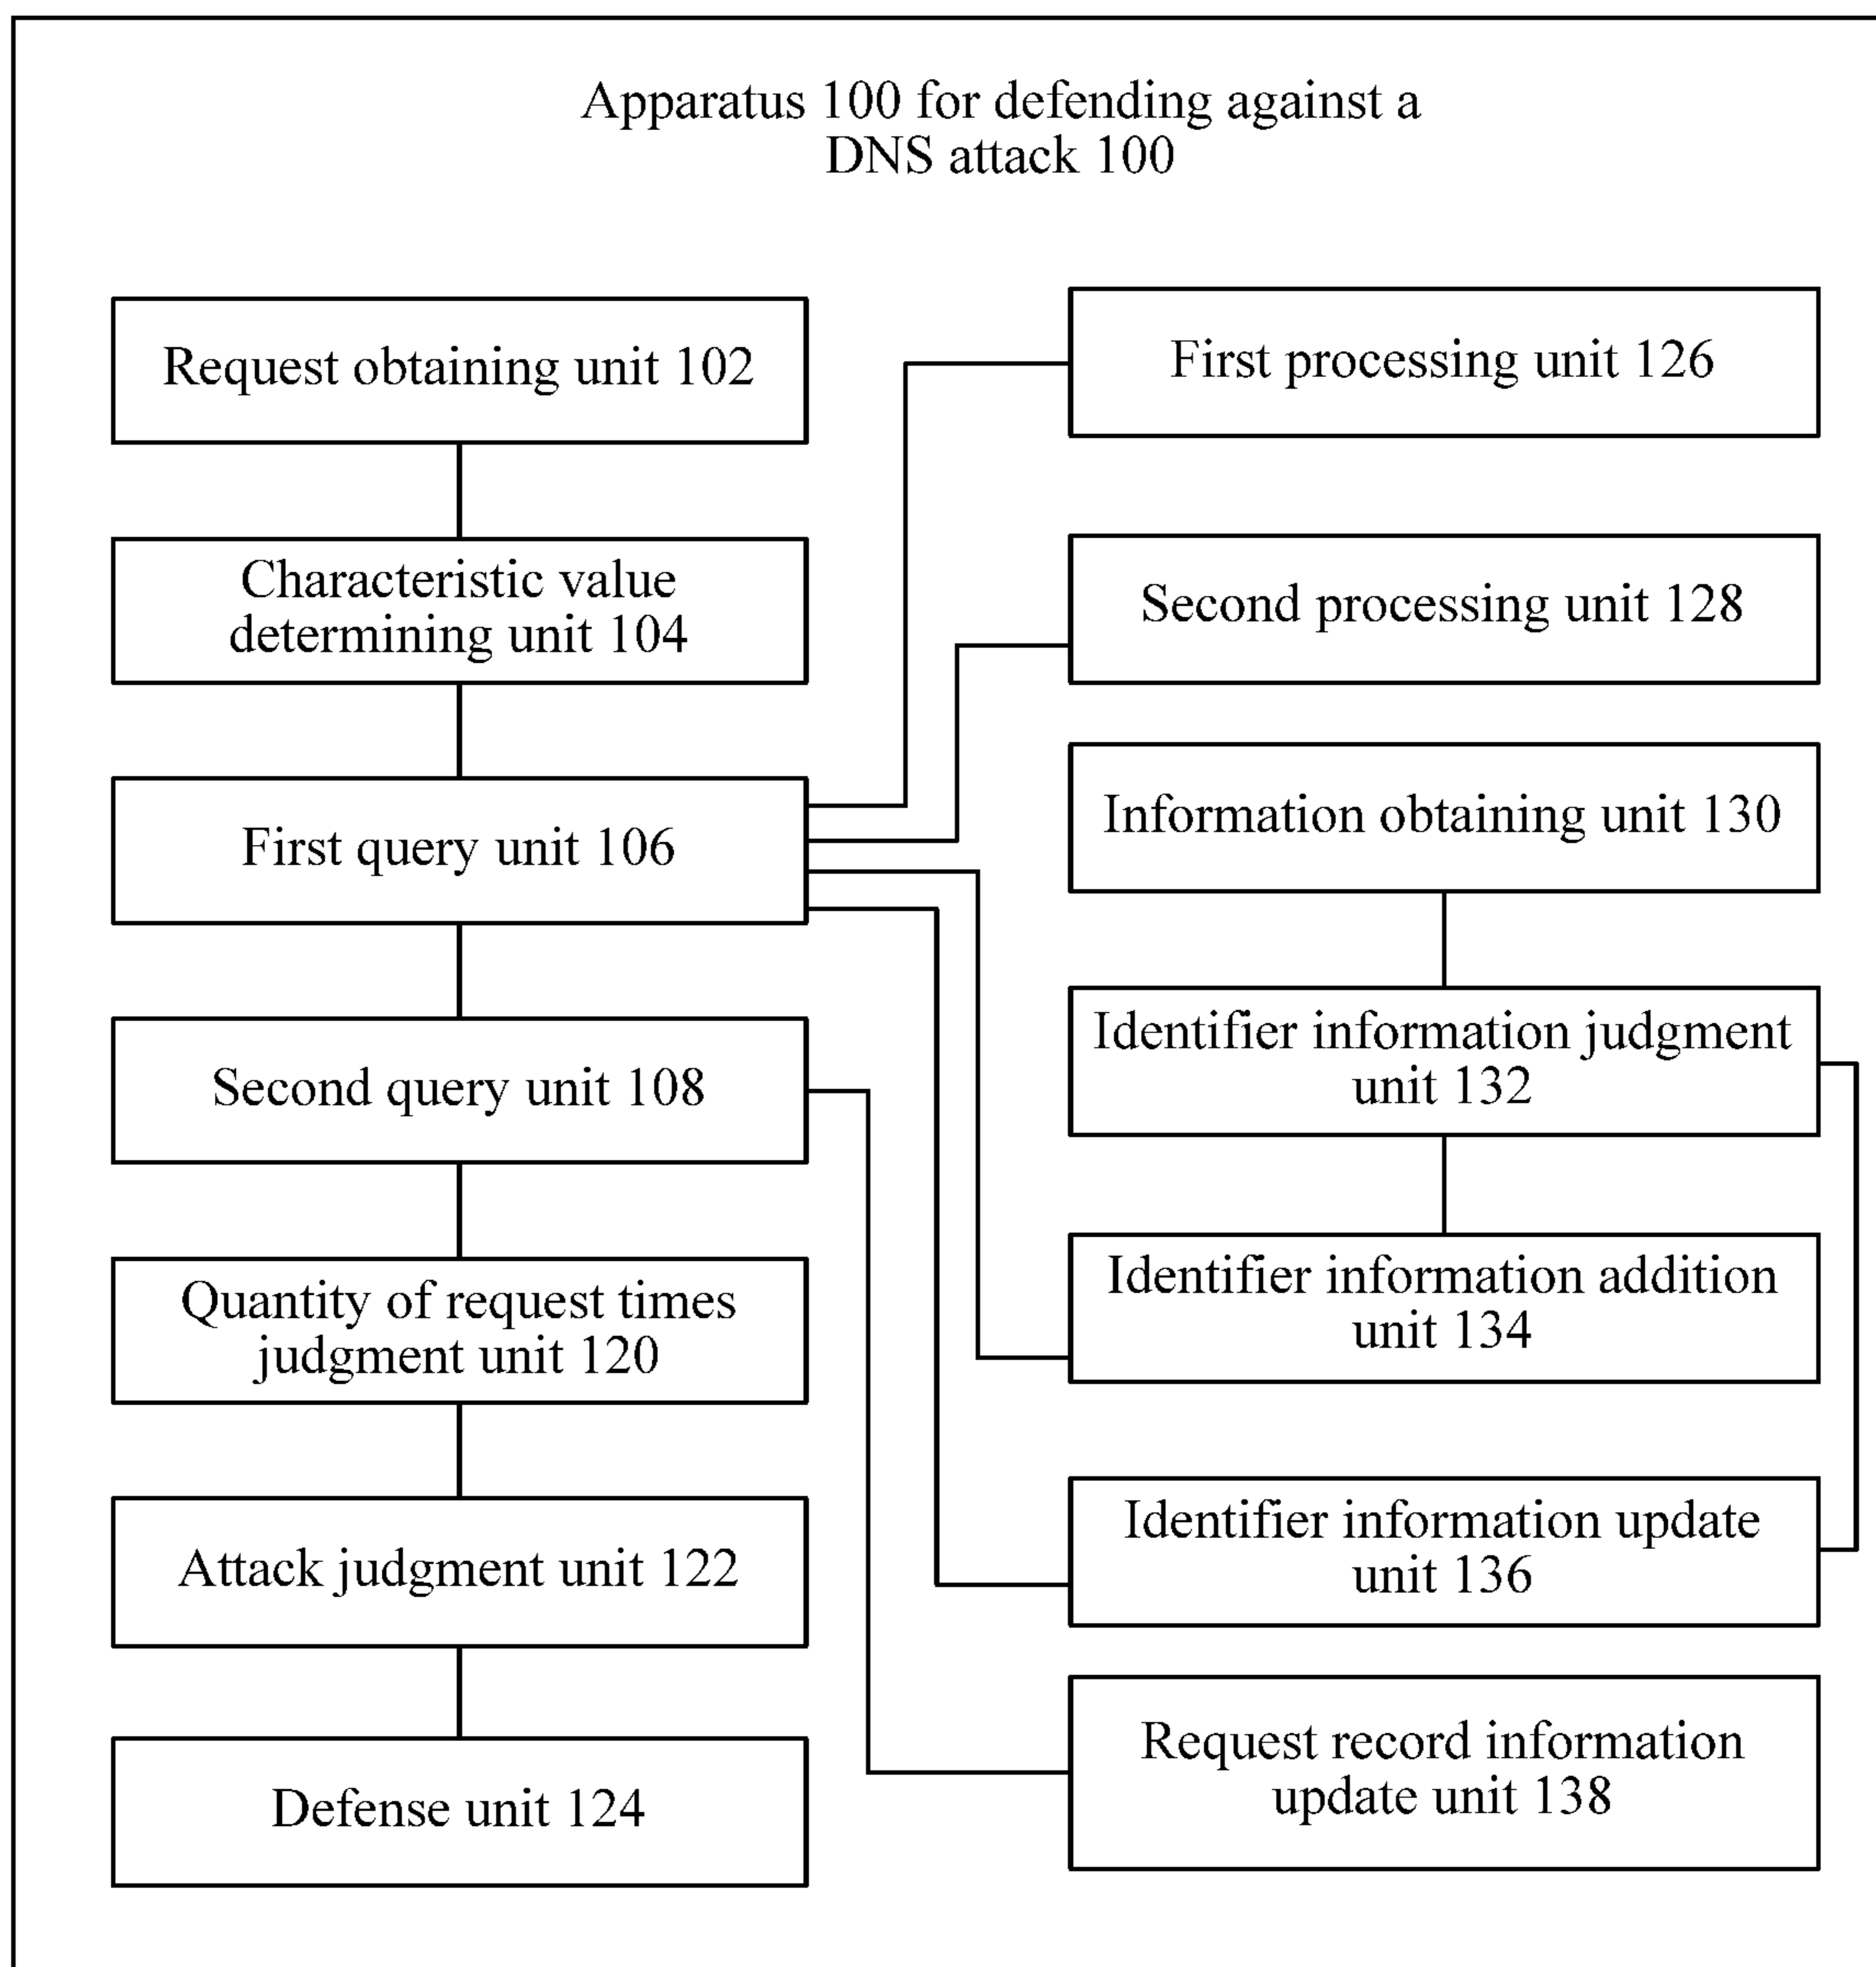 Apparatus 100 for defending against a
DNS attack 100
Request obtaining unit 102
Characteristic value
determining unit 104
First query unit 106
Second query unit 108
Quantity of request times
judgment unit 120
Attack judgment unit 122
Defense unit 124
First processing unit 126
Second processing unit 128
Information obtaining unit 130
Identifier information judgment
unit 132
Identifier information addition
unit 134
Identifier information update
unit 136
Request record information
update unit 138